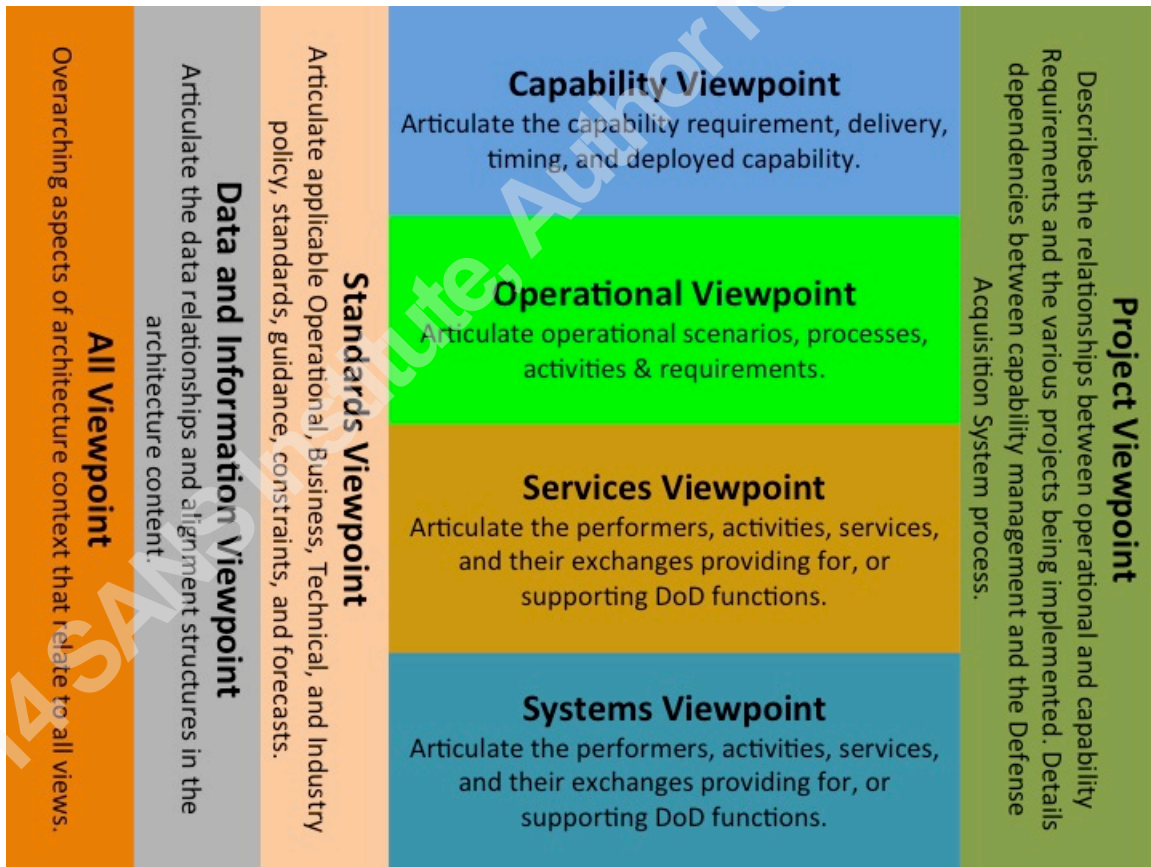 All Viewpoint
Overarching aspects of architecture context that relate to all views.
Data and Information Viewpoint
Articulate the data relationships and alignment structures in the
architecture content.
Standards Viewpoint
Articulate applicable Operational, Business, Technical, and Industry
policy, standards, guidance, constraints, and forecasts.
Capability Viewpoint
Articulate the capability requirement, delivery,
timing, and deployed capability.
Operational Viewpoint
Articulate operational scenarios, processes,
activities & requirements.
Services Viewpoint
Articulate the performers, activities, services,
and their exchanges providing for, or
supporting DoD functions.
Systems Viewpoint
Articulate the performers, activities, services,
and their exchanges providing for, or
supporting DoD functions.
Project Viewpoint
Describes the relationships between operational and capability
Requirements and the various projects being implemented. Details
dependencies between capability management and the Defense
Acquisition System process.
14 SANS Institute, Author